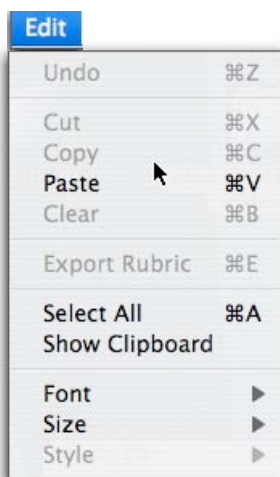 Edit
Undo ⌘Z
Cut ⌘X
Copy ⌘C
Paste ⌘V
Clear ⌘B
Export Rubric ⌘E
Select All ⌘A
Show Clipboard
Font ▶
Size ▶
Style ▶